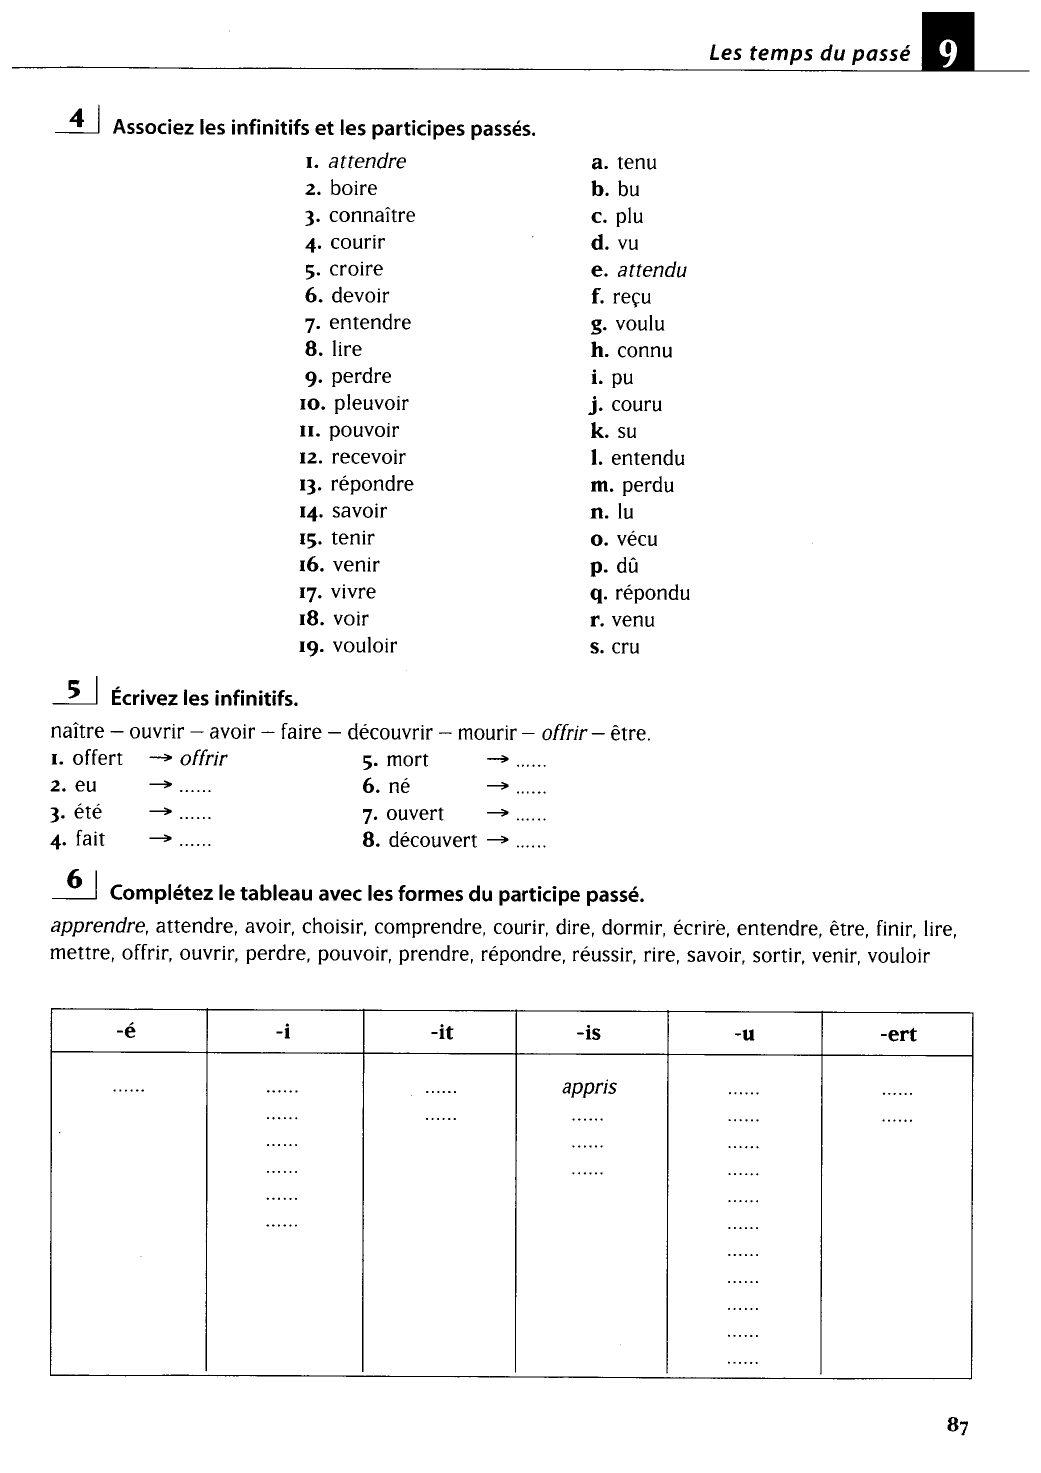 Les temps du passé 9
4 Associez les infinitifs et les participes passés.
1. attendre a. tenu
2. boire b. bu
3. connaître c. plu
4. courir d. vu
5. croire e. attendu
6. devoir f. reçu
7. entendre g. voulu
8. lire h. connu
9. perdre i. pu
10. pleuvoir j. couru
11. pouvoir k. su
12. recevoir l. entendu
13. répondre m. perdu
14. savoir n. lu
15. tenir o. vécu
16. venir p. dû
17. vivre q. répondu
18. voir r. venu
19. vouloir s. cru
5 Écrivez les infinitifs.
naître – ouvrir – avoir – faire – découvrir – mourir – offrir – être.
1. offert → offrir 5. mort → ......
2. eu → ...... 6. né → ......
3. été → ...... 7. ouvert → ......
4. fait → ...... 8. découvert → ......
6 Complétez le tableau avec les formes du participe passé.
apprendre, attendre, avoir, choisir, comprendre, courir, dire, dormir, écrire, entendre, être, finir, lire,
mettre, offrir, ouvrir, perdre, pouvoir, prendre, répondre, réussir, rire, savoir, sortir, venir, vouloir
-é -i -it -is -u -ert
...... ...... ...... appris ...... ......
...... ...... ...... ...... ......
...... ...... ......
...... ...... ......
...... ......
...... ......
......
......
......
......
......
87